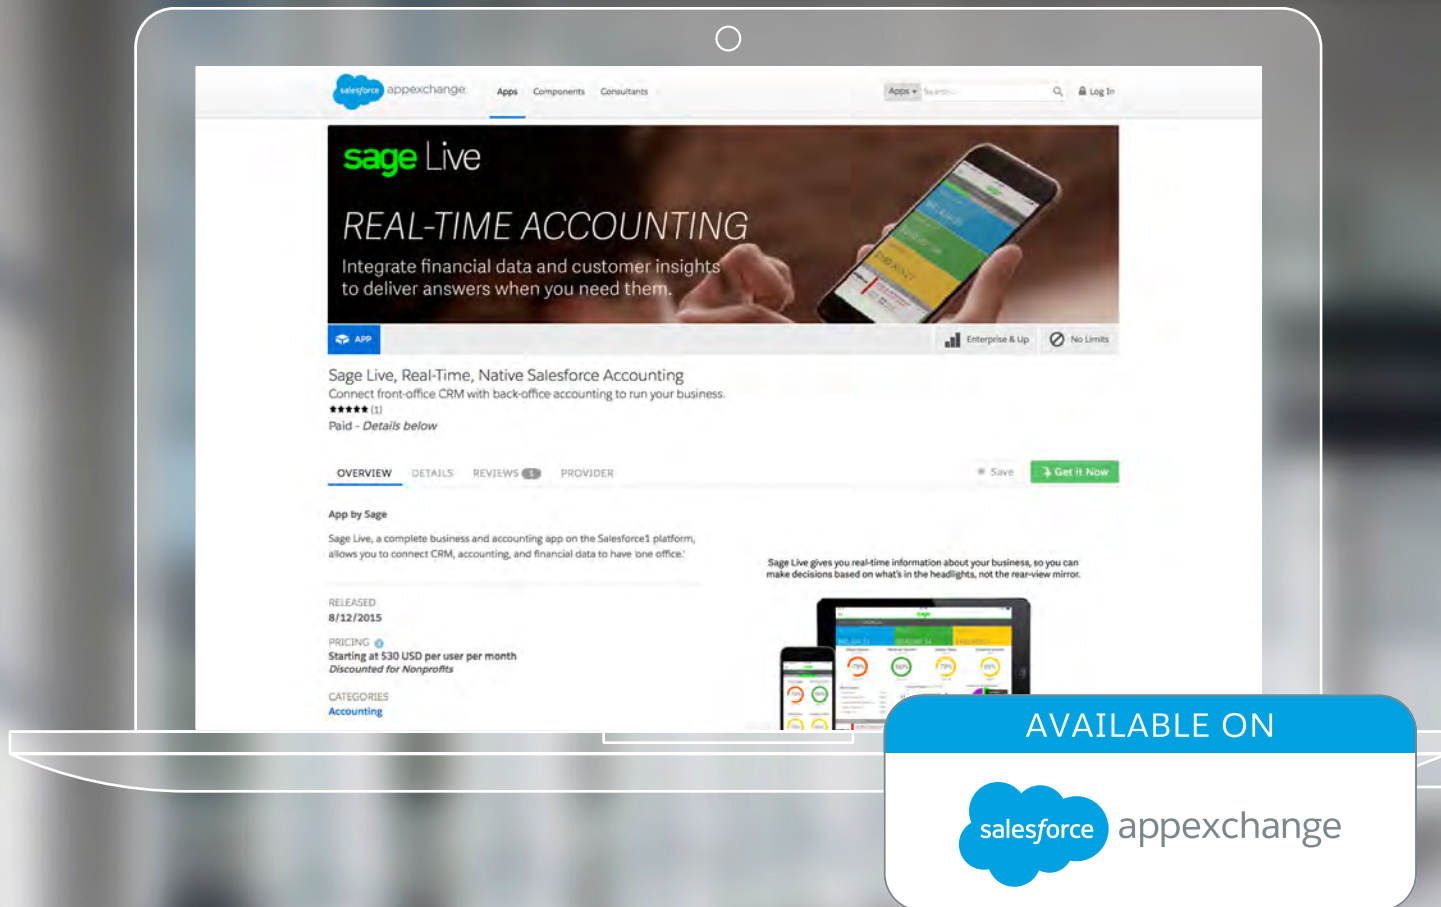 salesforce appexchange Apps Components Consultants Apps Search... Log In
sage Live
REAL-TIME ACCOUNTING
Integrate financial data and customer insights
to deliver answers when you need them.
APP Enterprise & Up No Limits
Sage Live, Real-Time, Native Salesforce Accounting
Connect front-office CRM with back-office accounting to run your business.
★★★★★ (1)
Paid - Details below
OVERVIEW DETAILS REVIEWS 1 PROVIDER Save Get it Now
App by Sage
Sage Live, a complete business and accounting app on the Salesforce1 platform,
allows you to connect CRM, accounting, and financial data to have 'one office.'
Sage Live gives you real-time information about your business, so you can
make decisions based on what's in the headlights, not the rear-view mirror.
RELEASED
8/12/2015
PRICING
Starting at $30 USD per user per month
Discounted for Nonprofits
CATEGORIES
Accounting
sage
sage
AVAILABLE ON
salesforce appexchange